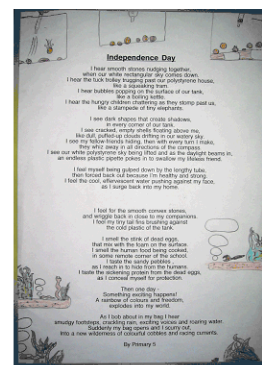 Independence Day
I hear smooth stones nudging together,
when our white rectangular sky comes down.
I hear the tuck trolley trugging past our polystyrene house,
like a squeaking tram.
I hear bubbles popping on the surface of our tank,
like a boiling kettle.
I hear the hungry children chattering as they stomp past us,
like a stampede of tiny elephants.
I see dark shapes that create shadows,
in every corner of our tank.
I see cracked, empty shells floating above me,
like dull, puffed-up clouds drifting in our watery sky.
I see my fellow friends hiding, then with every turn I make,
they whiz away in all directions of the compass.
I see our white polystyrene sky being lifted and as the daylight beams in,
an endless plastic pipette pokes in to swallow my lifeless friend.
I feel myself being gulped down by the lengthy tube,
then forced back out because I'm healthy and strong.
I feel the cool, effervescent water pushing against my face,
as I surge back into my home.
I feel for the smooth convex stones,
and wriggle back in close to my companions.
I feel my tiny tail fins brushing against
the cold plastic of the tank.
I smell the stink of dead eggs,
that mix with the foam on the surface.
I smell the human food being cooked,
in some remote corner of the school.
I taste the sandy pebbles
as I reach in to hide from the humans.
I taste the sickening protein from the dead eggs,
as I conceal myself for protection
Then one day -
Something exciting happens!
A rainbow of colours and freedom,
explodes into my world.
As I bob about in my bag I hear
smudgy footsteps, crackling rain, exciting voices and roaring water.
Suddenly my bag opens and I scurry out,
Into a new wilderness of colourful cobbles and racing currents.
By Primary 5